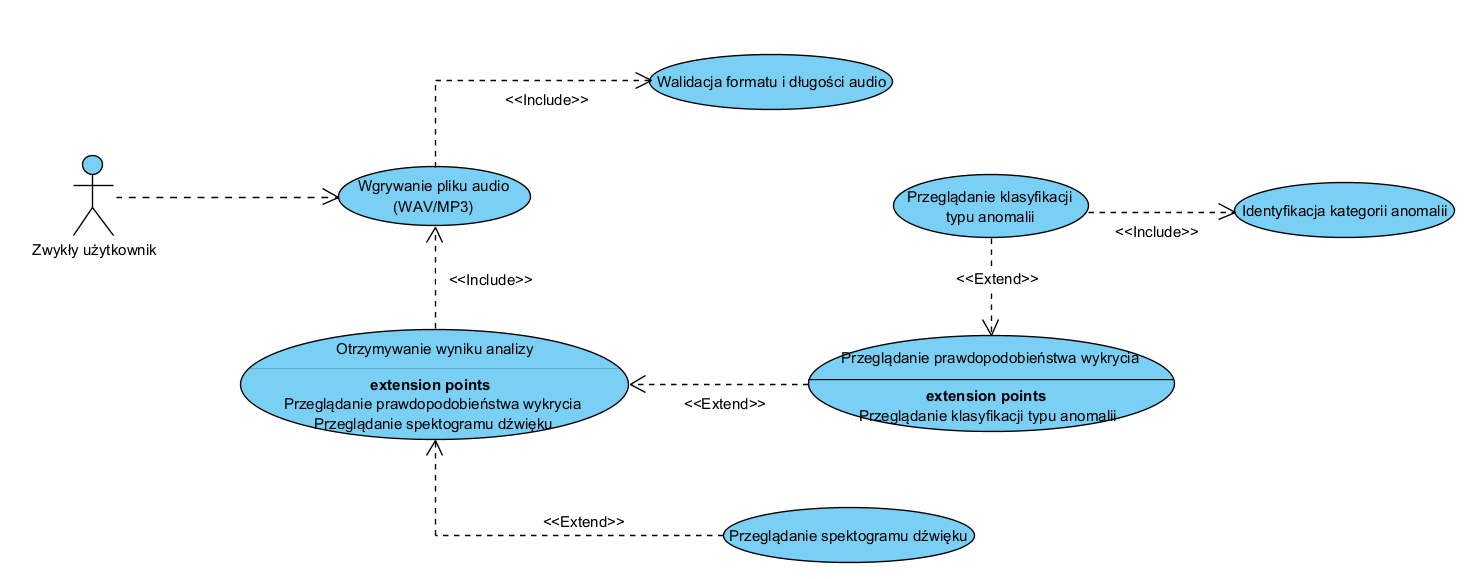 Walidacja formatu i długości audio
<<Include>>
Wgrywanie pliku audio
(WAV/MP3)
Zwykły użytkownik
Przeglądanie klasyfikacji
typu anomalii
Identyfikacja kategorii anomalii
<<Include>>
<<Include>>
<<Extend>>
Otrzymywanie wyniku analizy
extension points
Przeglądanie prawdopodobieństwa wykrycia
Przeglądanie spektogramu dźwięku
<<Extend>>
Przeglądanie prawdopodobieństwa wykrycia
extension points
Przeglądanie klasyfikacji typu anomalii
<<Extend>>
Przeglądanie spektogramu dźwięku